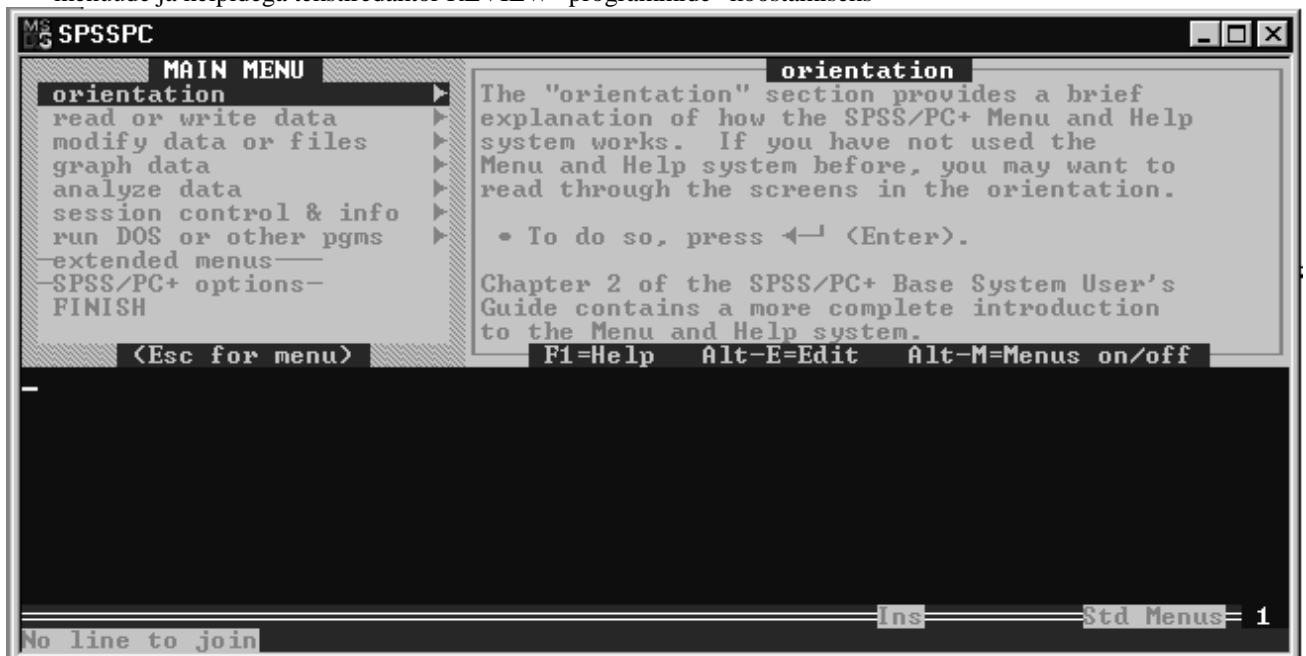 ja helpidega tekstiredaktor REVIEW
SPSSPC
MAIN MENU
orientation
read or write data
modify data or files
graph data
analyze data
session control & info
run DOS or other pgms
extended menus
SPSS/PC+ options
FINISH
(Esc for menu)
orientation
The "orientation" section provides a brief
explanation of how the SPSS/PC+ Menu and Help
system works. If you have not used the
Menu and Help system before, you may want to
read through the screens in the orientation.
• To do so, press ◄─┘ (Enter).
Chapter 2 of the SPSS/PC+ Base System User's
Guide contains a more complete introduction
to the Menu and Help system.
F1=Help Alt-E=Edit Alt-M=Menus on/off
Ins Std Menus 1
No line to join